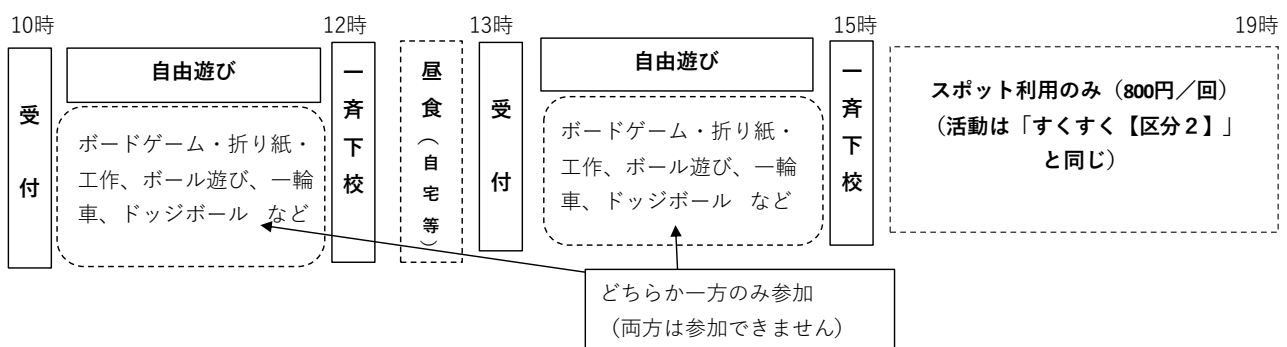 10時
12時
13時
15時
19時
受付
自由遊び
ボードゲーム・折り紙・
工作、ボール遊び、一輪
車、ドッジボール など
一斉下校
昼食（自宅等）
受付
自由遊び
ボードゲーム・折り紙・
工作、ボール遊び、一輪
車、ドッジボール など
一斉下校
スポット利用のみ（800円／回）
（活動は「すくすく【区分２】」
と同じ）
どちらか一方のみ参加
（両方は参加できません）